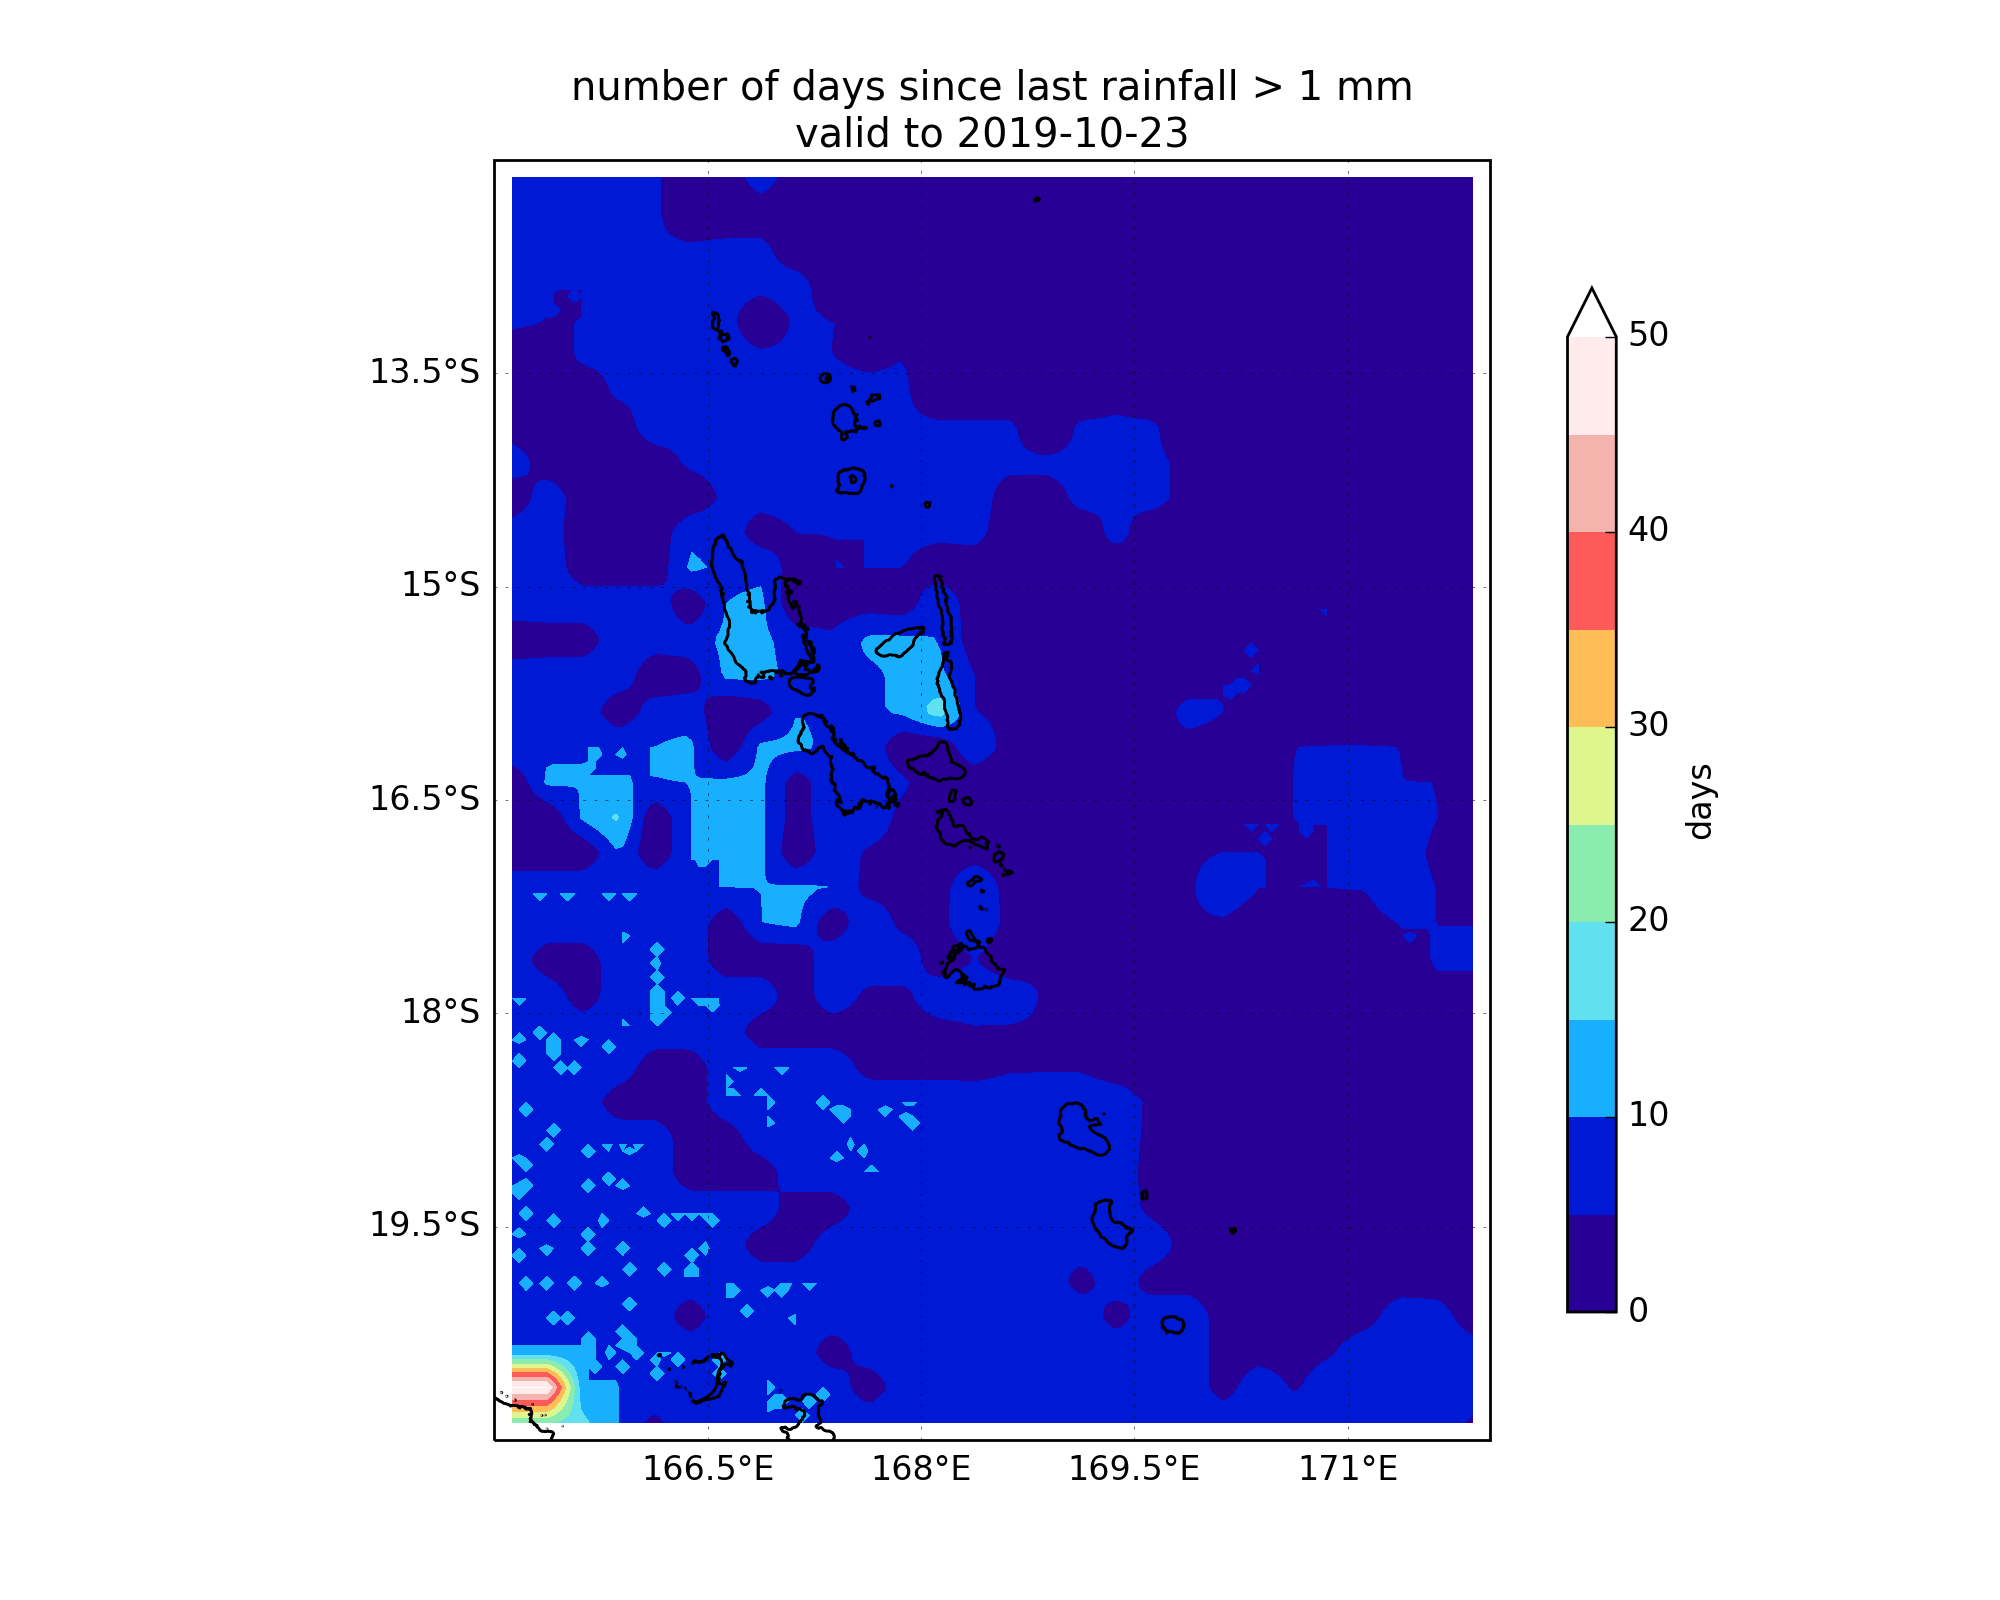 number of days since last rainfall > 1 mm
valid to 2019-10-23
13.5°S
15°S
16.5°S
18°S
19.5°S
166.5°E
168°E
169.5°E
171°E
50
40
30
20
10
0
days